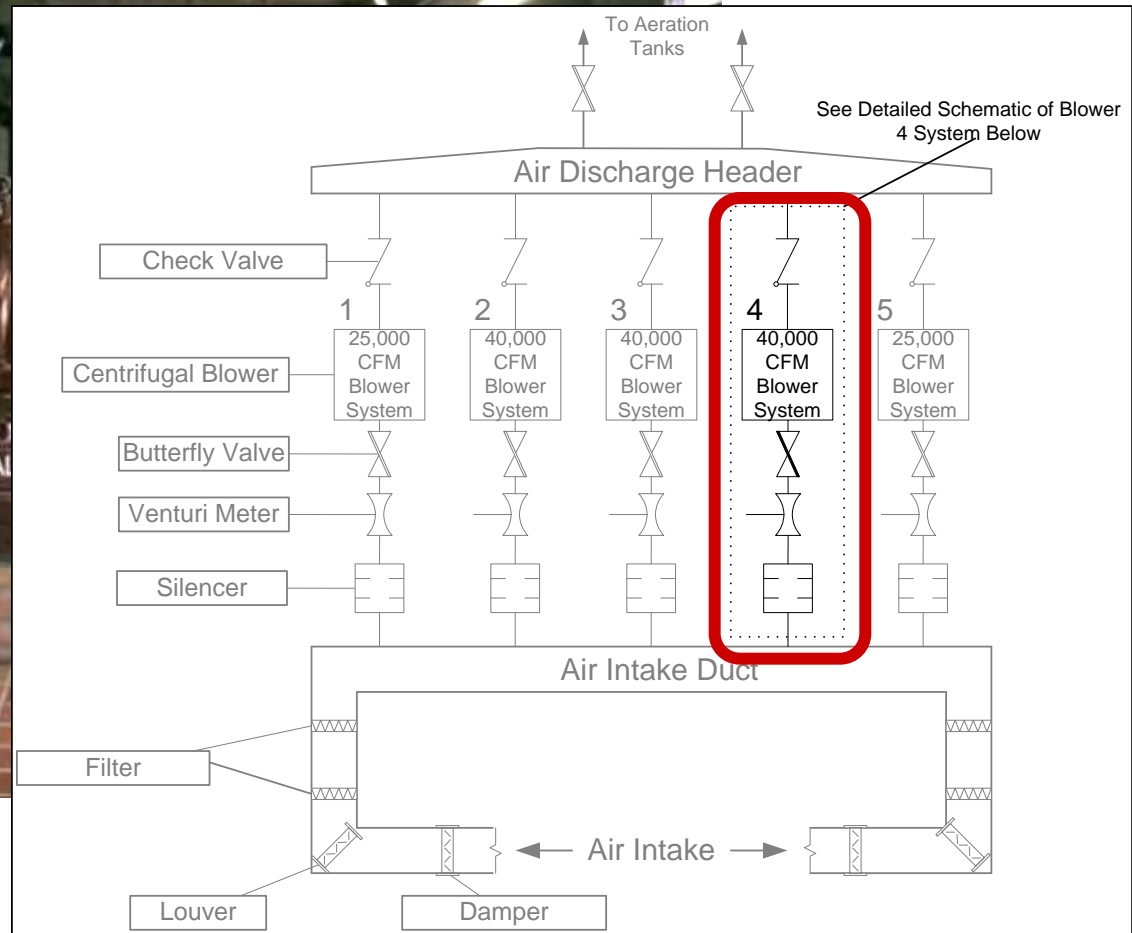 To Aeration
Tanks
See Detailed Schematic of Blower
4 System Below
Air Discharge Header
Check Valve
1
2
3
4
5
Centrifugal Blower
25,000
CFM
Blower
System
40,000
CFM
Blower
System
40,000
CFM
Blower
System
40,000
CFM
Blower
System
25,000
CFM
Blower
System
Butterfly Valve
Venturi Meter
Silencer
Air Intake Duct
Filter
Air Intake
Louver
Damper